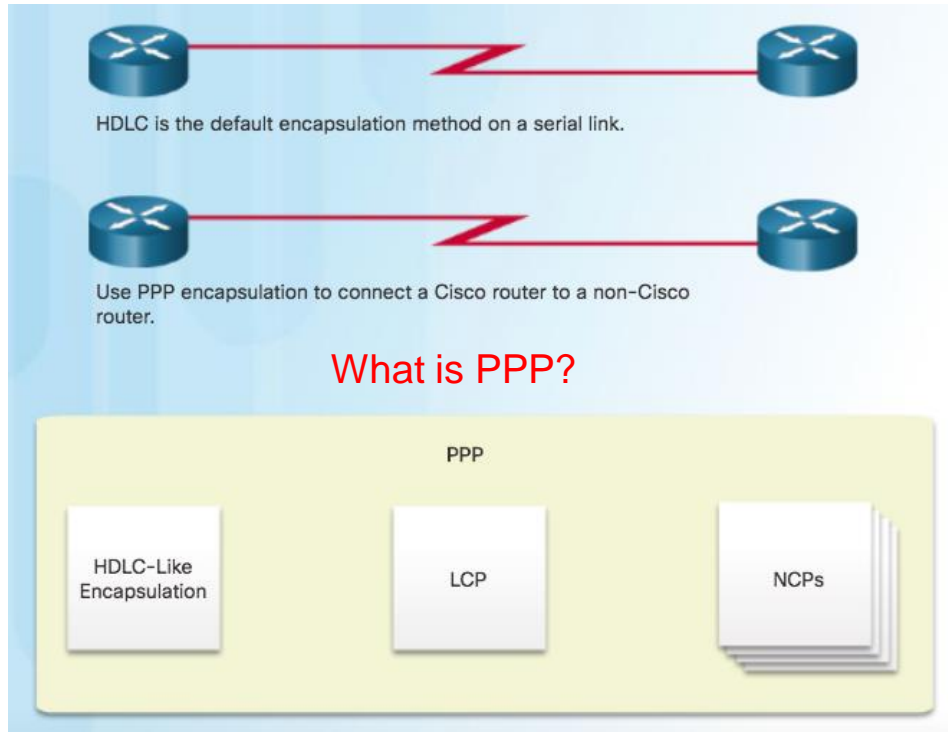 HDLC is the default encapsulation method on a serial link.
Use PPP encapsulation to connect a Cisco router to a non-Cisco
router.
What is PPP?
PPP
HDLC-Like
Encapsulation
LCP
NCPs